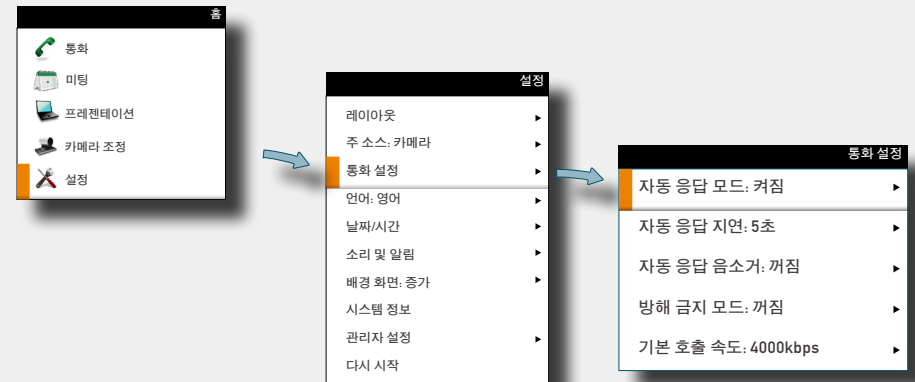 홈
통화
미팅
프레젠테이션
카메라 조정
설정
설정
레이아웃
주 소스: 카메라
통화 설정
언어: 영어
날짜/시간
소리 및 알림
배경 화면: 증가
시스템 정보
관리자 설정
다시 시작
통화 설정
자동 응답 모드: 켜짐
자동 응답 지연: 5초
자동 응답 음소거: 꺼짐
방해 금지 모드: 꺼짐
기본 호출 속도: 4000kbps